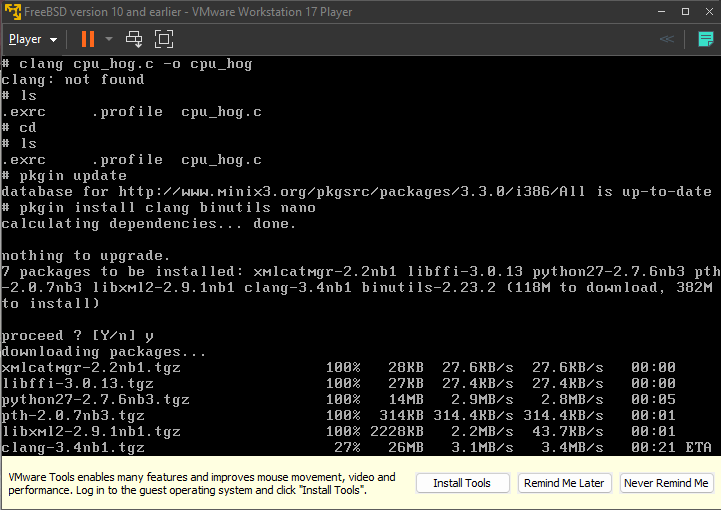 FreeBSD version 10 and earlier - VMware Workstation 17 Player
Player
# clang cpu_hog.c -o cpu_hog
clang: not found
# ls
.exrc .profile cpu_hog.c
# cd
# ls
.exrc .profile cpu_hog.c
# pkgin update
database for http://www.minix3.org/pkgsrc/packages/3.3.0/i386/All is up-to-date
# pkgin install clang binutils nano
calculating dependencies... done.
nothing to upgrade.
7 packages to be installed: xmlcatmgr-2.2nb1 libffi-3.0.13 python27-2.7.6nb3 pth
-2.0.7nb3 libxml2-2.9.1nb1 clang-3.4nb1 binutils-2.23.2 (118M to download, 382M
to install)
proceed ? [Y/n] y
downloading packages...
xmlcatmgr-2.2nb1.tgz 100% 28KB 27.6KB/s 27.6KB/s 00:00
libffi-3.0.13.tgz 100% 27KB 27.4KB/s 27.4KB/s 00:00
python27-2.7.6nb3.tgz 100% 14MB 2.9MB/s 2.8MB/s 00:05
pth-2.0.7nb3.tgz 100% 314KB 314.4KB/s 314.4KB/s 00:01
libxml2-2.9.1nb1.tgz 100% 2228KB 2.2MB/s 43.7KB/s 00:01
clang-3.4nb1.tgz 27% 26MB 3.1MB/s 3.4MB/s 00:21 ETA
VMware Tools enables many features and improves mouse movement, video and
performance. Log in to the guest operating system and click "Install Tools".
Install Tools
Remind Me Later
Never Remind Me